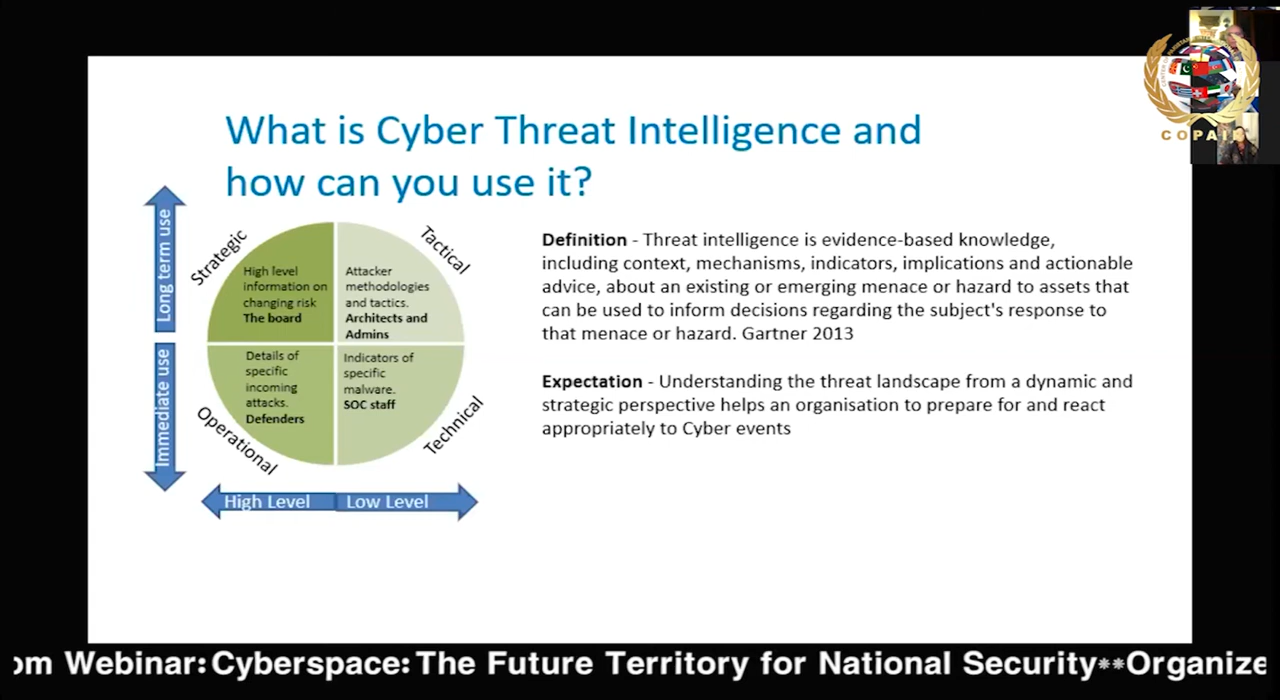 What is Cyber Threat Intelligence and
how can you use it?
Long term use
Immediate use
Strategic
High level
information on
changing risk
The board
Tactical
Attacker
methodologies
and tactics.
Architects and
Admins
Operational
Details of
specific
incoming
attacks.
Defenders
Technical
Indicators of
specific
malware.
SOC staff
High Level
Low Level
Definition - Threat intelligence is evidence-based knowledge,
including context, mechanisms, indicators, implications and actionable
advice, about an existing or emerging menace or hazard to assets that
can be used to inform decisions regarding the subject's response to
that menace or hazard. Gartner 2013
Expectation - Understanding the threat landscape from a dynamic and
strategic perspective helps an organisation to prepare for and react
appropriately to Cyber events
COPAIR
om Webinar: Cyberspace: The Future Territory for National Security**Organize